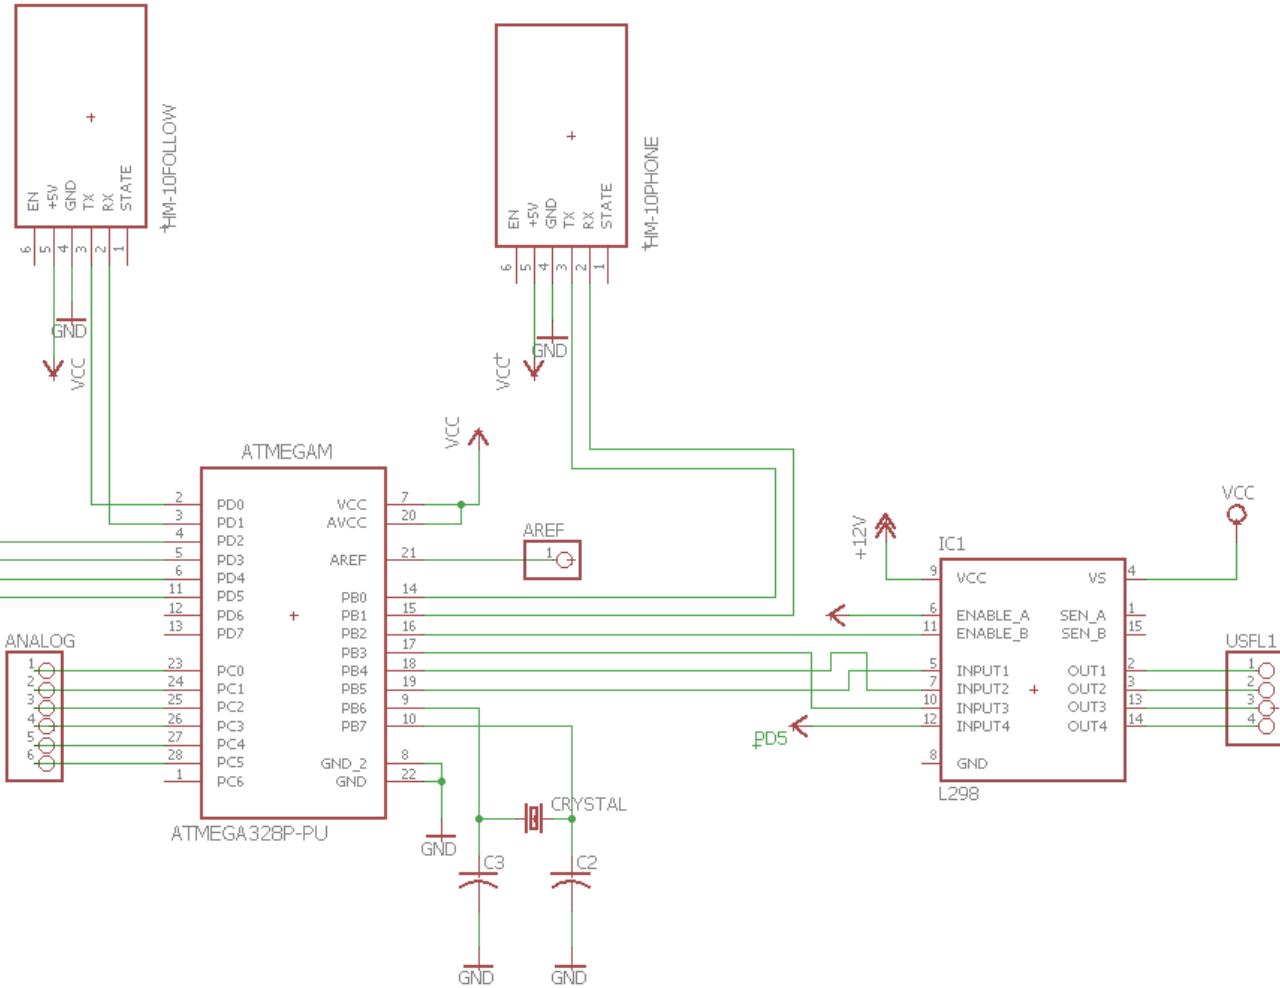 EN
+5V
GND
TX
RX
STATE
HM-10FOLLOW
6
5
4
3
2
1
GND
VCC
EN
+5V
GND
TX
RX
STATE
HM-10PHONE
6
5
4
3
2
1
GND
VCC
ATMEGAM
VCC
2 PD0 VCC 7
3 PD1 AVCC 20
4 PD2
5 PD3 AREF 21
6 PD4
11 PD5 PB0 14
12 PD6 PB1 15
13 PD7 PB2 16
PB3 17
23 PC0 PB4 18
24 PC1 PB5 19
25 PC2 PB6 9
26 PC3 PB7 10
27 PC4
28 PC5 GND_2 8
1 PC6 GND 22
ATMEGA328P-PU
ANALOG
1
2
3
4
5
6
AREF
1
GND
CRYSTAL
C3
C2
GND
GND
+12V
VCC
IC1
9 VCC VS 4
6 ENABLE_A SEN_A 1
11 ENABLE_B SEN_B 15
5 INPUT1 OUT1 2
7 INPUT2 OUT2 3
10 INPUT3 OUT3 13
12 INPUT4 OUT4 14
8 GND
L298
PD5
USFL1
1
2
3
4